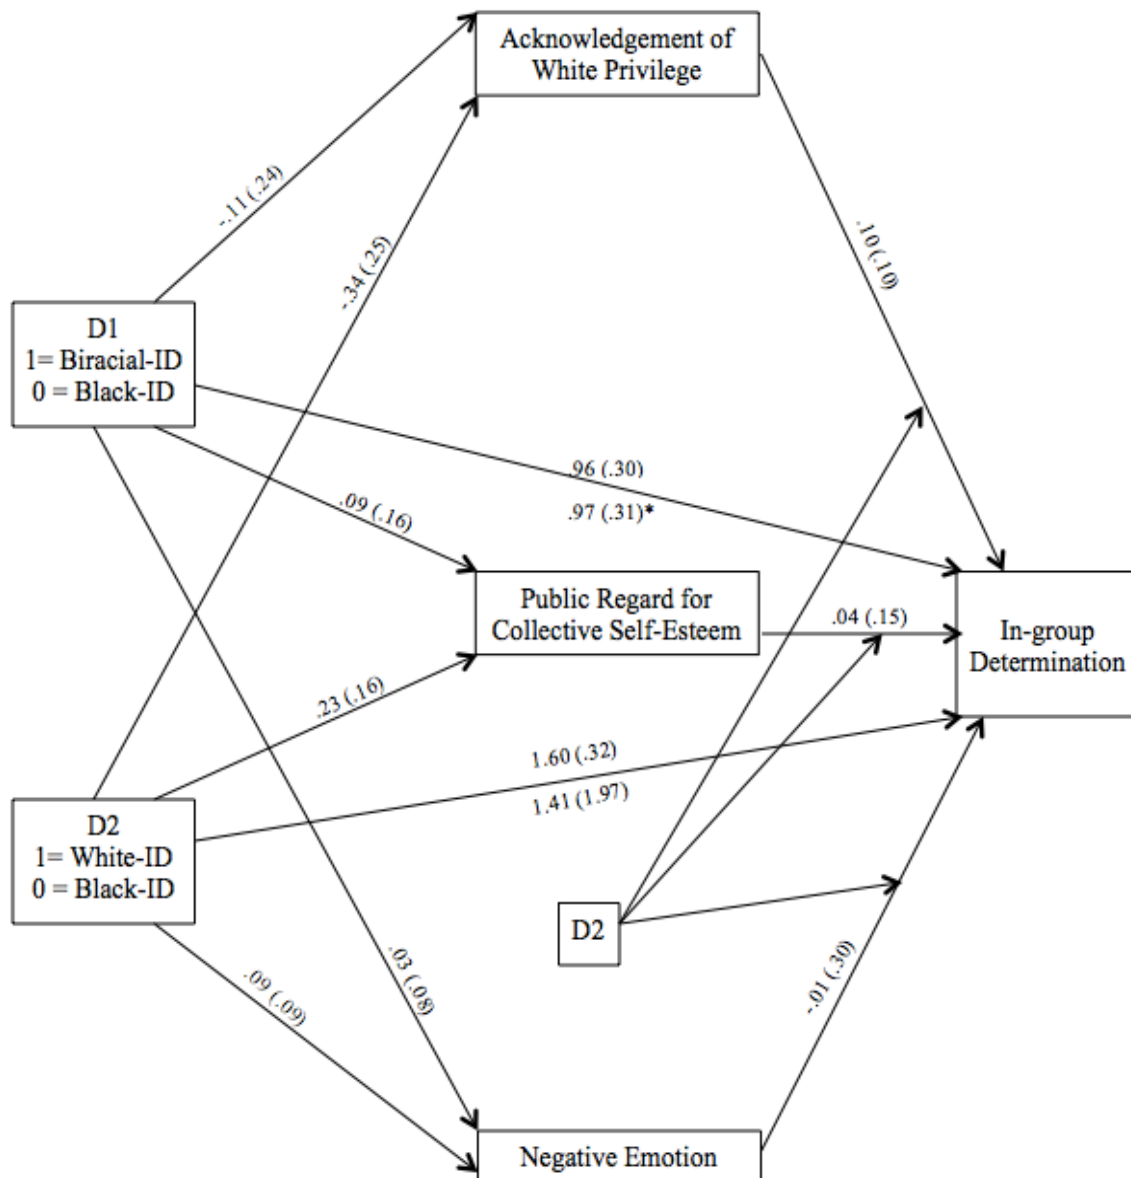 Acknowledgement of
White Privilege
-.11 (.24)
-.34 (.25)
.10 (.10)
D1
1= Biracial-ID
0 = Black-ID
.96 (.30)
.97 (.31)*
.09 (.16)
Public Regard for
Collective Self-Esteem
.04 (.15)
In-group
Determination
.23 (.16)
1.60 (.32)
1.41 (1.97)
D2
1= White-ID
0 = Black-ID
D2
.03 (.08)
.09 (.09)
-.01 (.30)
Negative Emotion